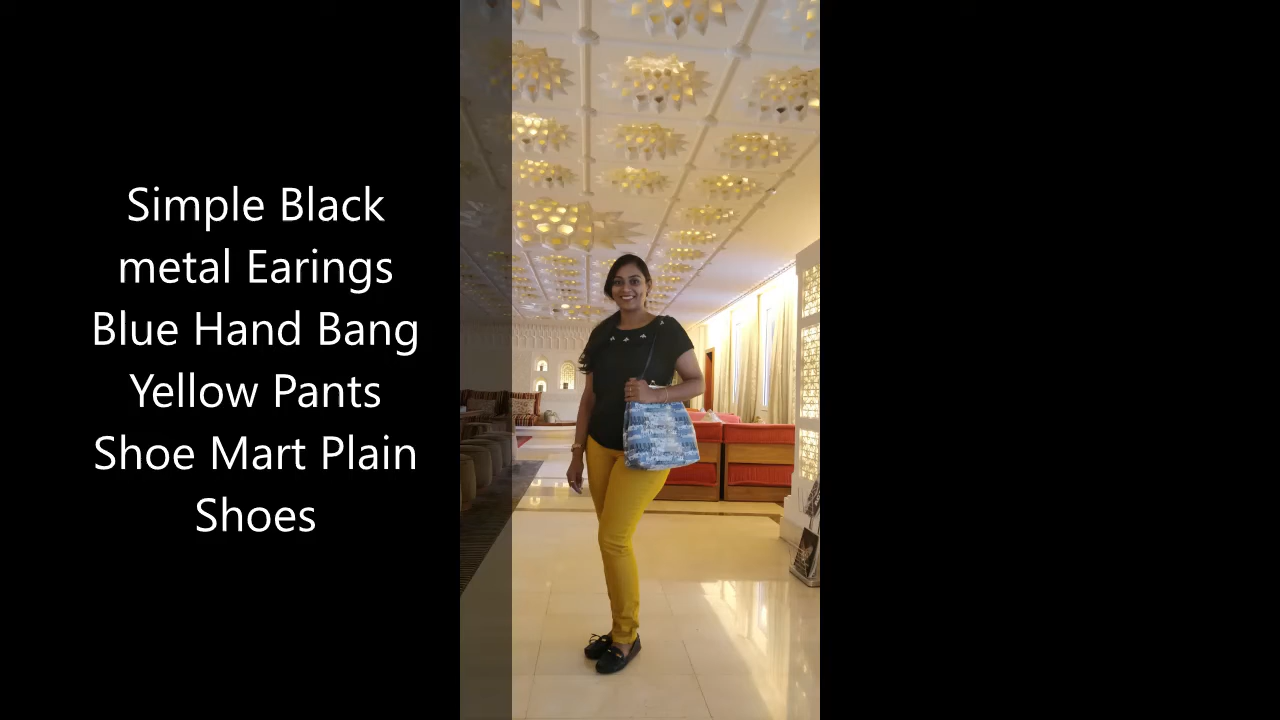 Simple Black
metal Earings
Blue Hand Bang
Yellow Pants
Shoe Mart Plain
Shoes